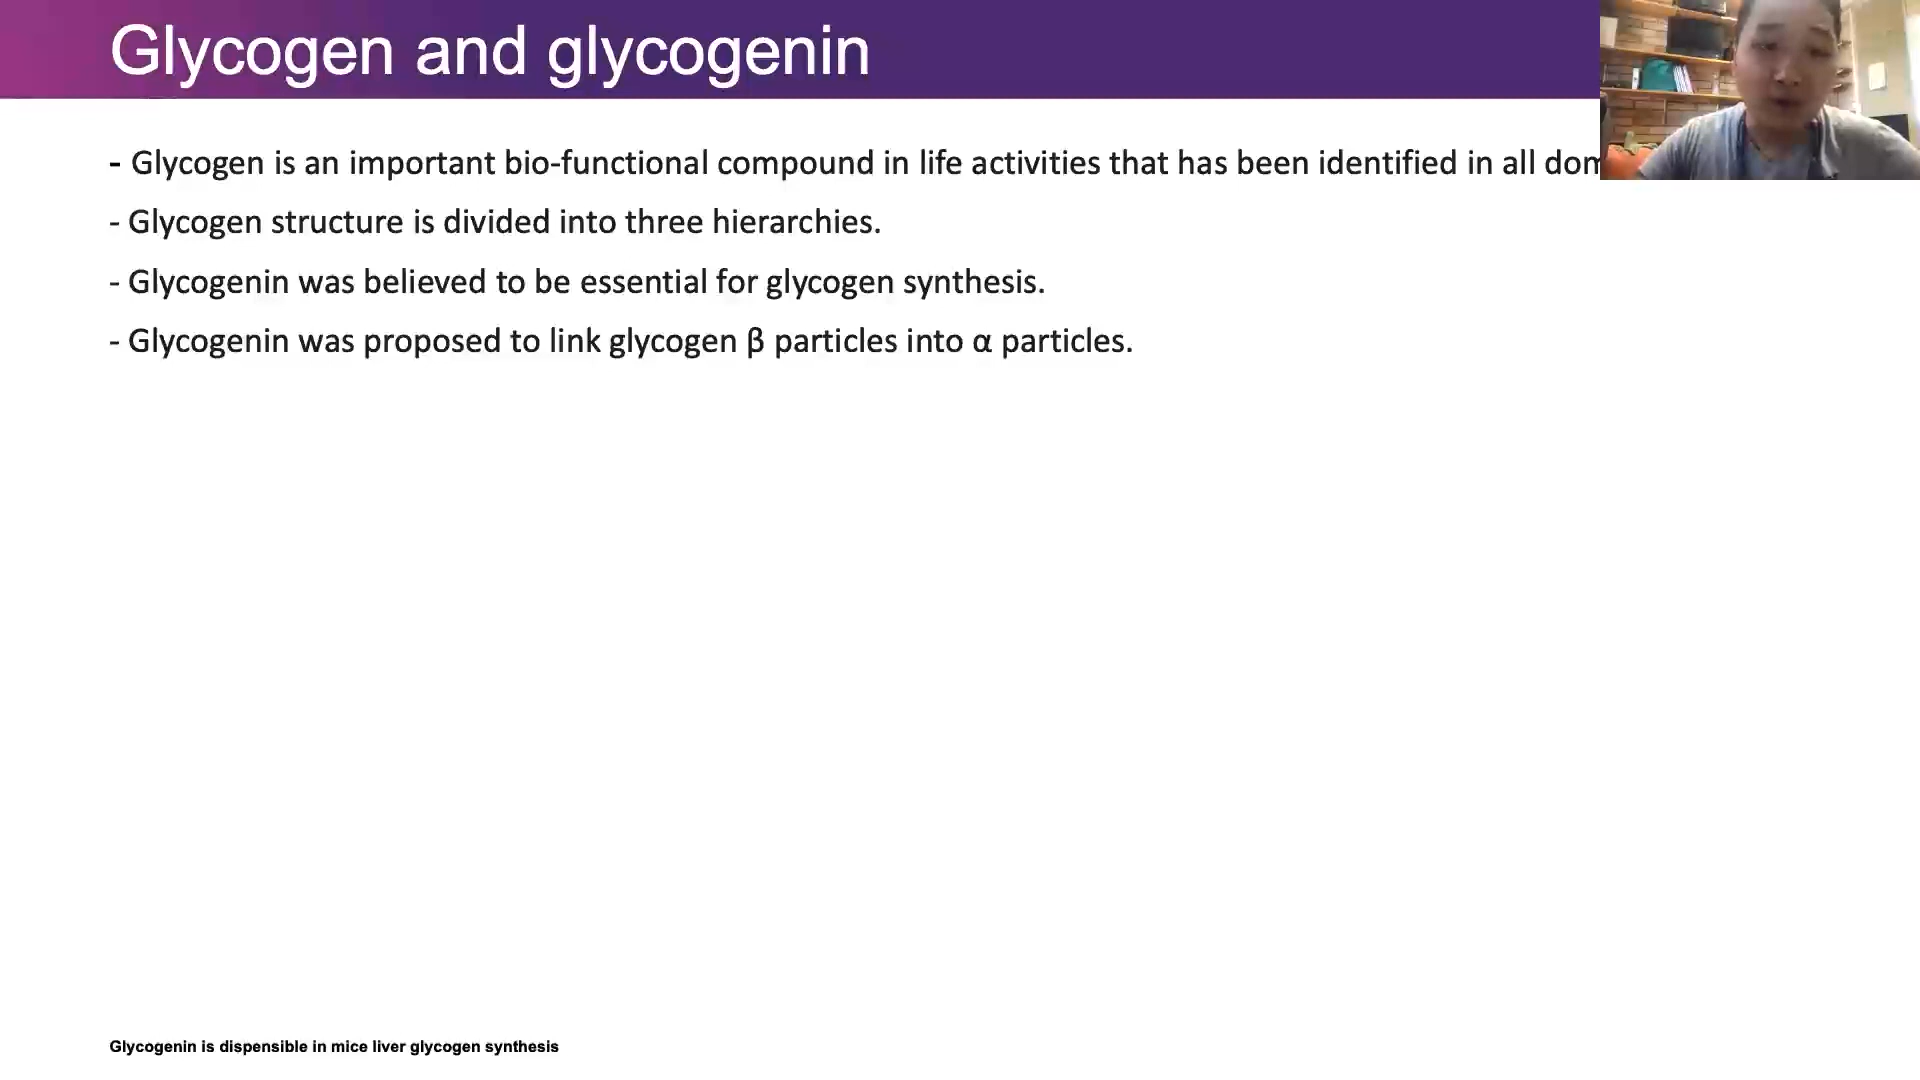 Glycogen and glycogenin
- Glycogen is an important bio-functional compound in life activities that has been identified in all
- Glycogen structure is divided into three hierarchies.
- Glycogenin was believed to be essential for glycogen synthesis.
- Glycogenin was proposed to link glycogen β particles into α particles.
Glycogenin is dispensible in mice liver glycogen synthesis